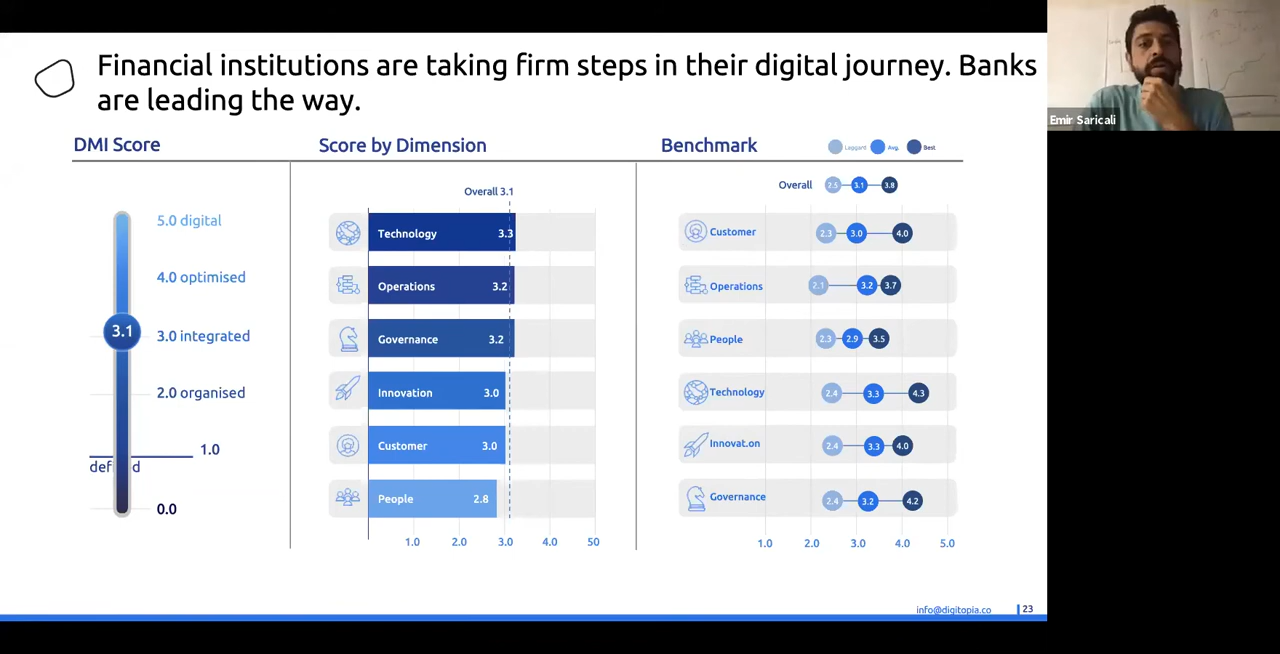 Financial institutions are taking firm steps in their digital journey. Banks
are leading the way.
Emir Saricali
DMI Score
5.0 digital
4.0 optimised
3.1
3.0 integrated
2.0 organised
1.0
defined
0.0
Score by Dimension
Overall 3.1
Technology 3.3
Operations 3.2
Governance 3.2
Innovation 3.0
Customer 3.0
People 2.8
1.0 2.0 3.0 4.0 50
Benchmark
Laggard Avg. Best
Overall 2.5 3.1 3.8
Customer 2.3 3.0 4.0
Operations 2.1 3.2 3.7
People 2.3 2.9 3.5
Technology 2.4 3.3 4.3
Innovat.on 2.4 3.3 4.0
Governance 2.4 3.2 4.2
1.0 2.0 3.0 4.0 5.0
info@digitopia.co 23